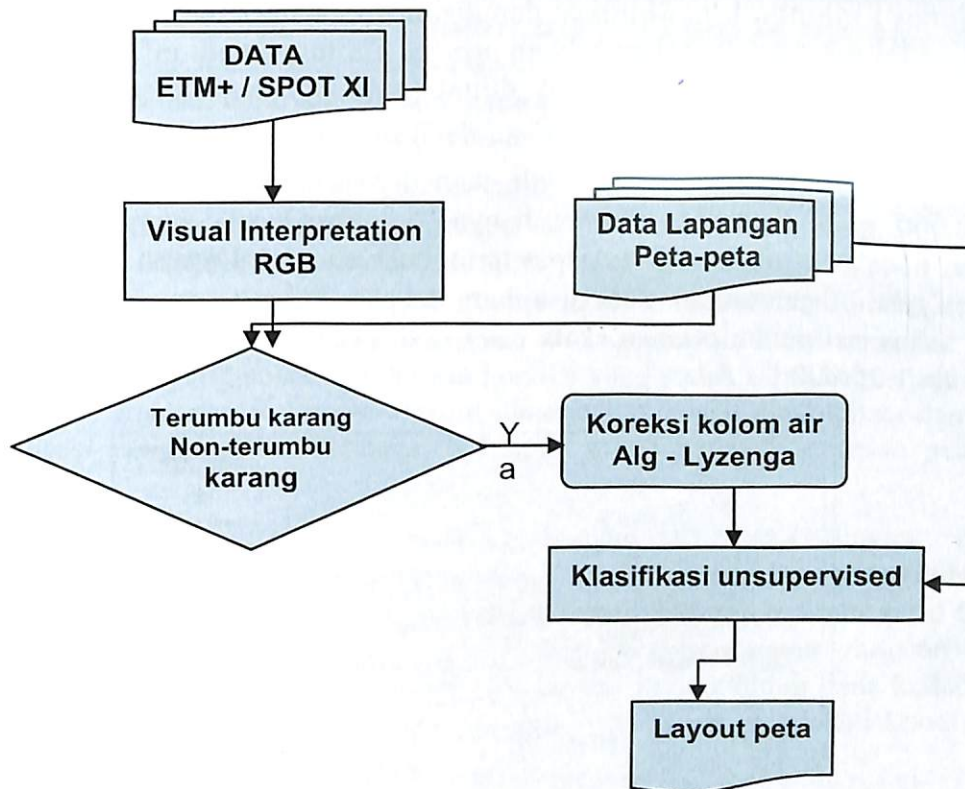 DATA
ETM+ / SPOT XI
Visual Interpretation
RGB
Data Lapangan
Peta-peta
Terumbu karang
Non-terumbu
karang
Y
a
Koreksi kolom air
Alg - Lyzenga
Klasifikasi unsupervised
Layout peta